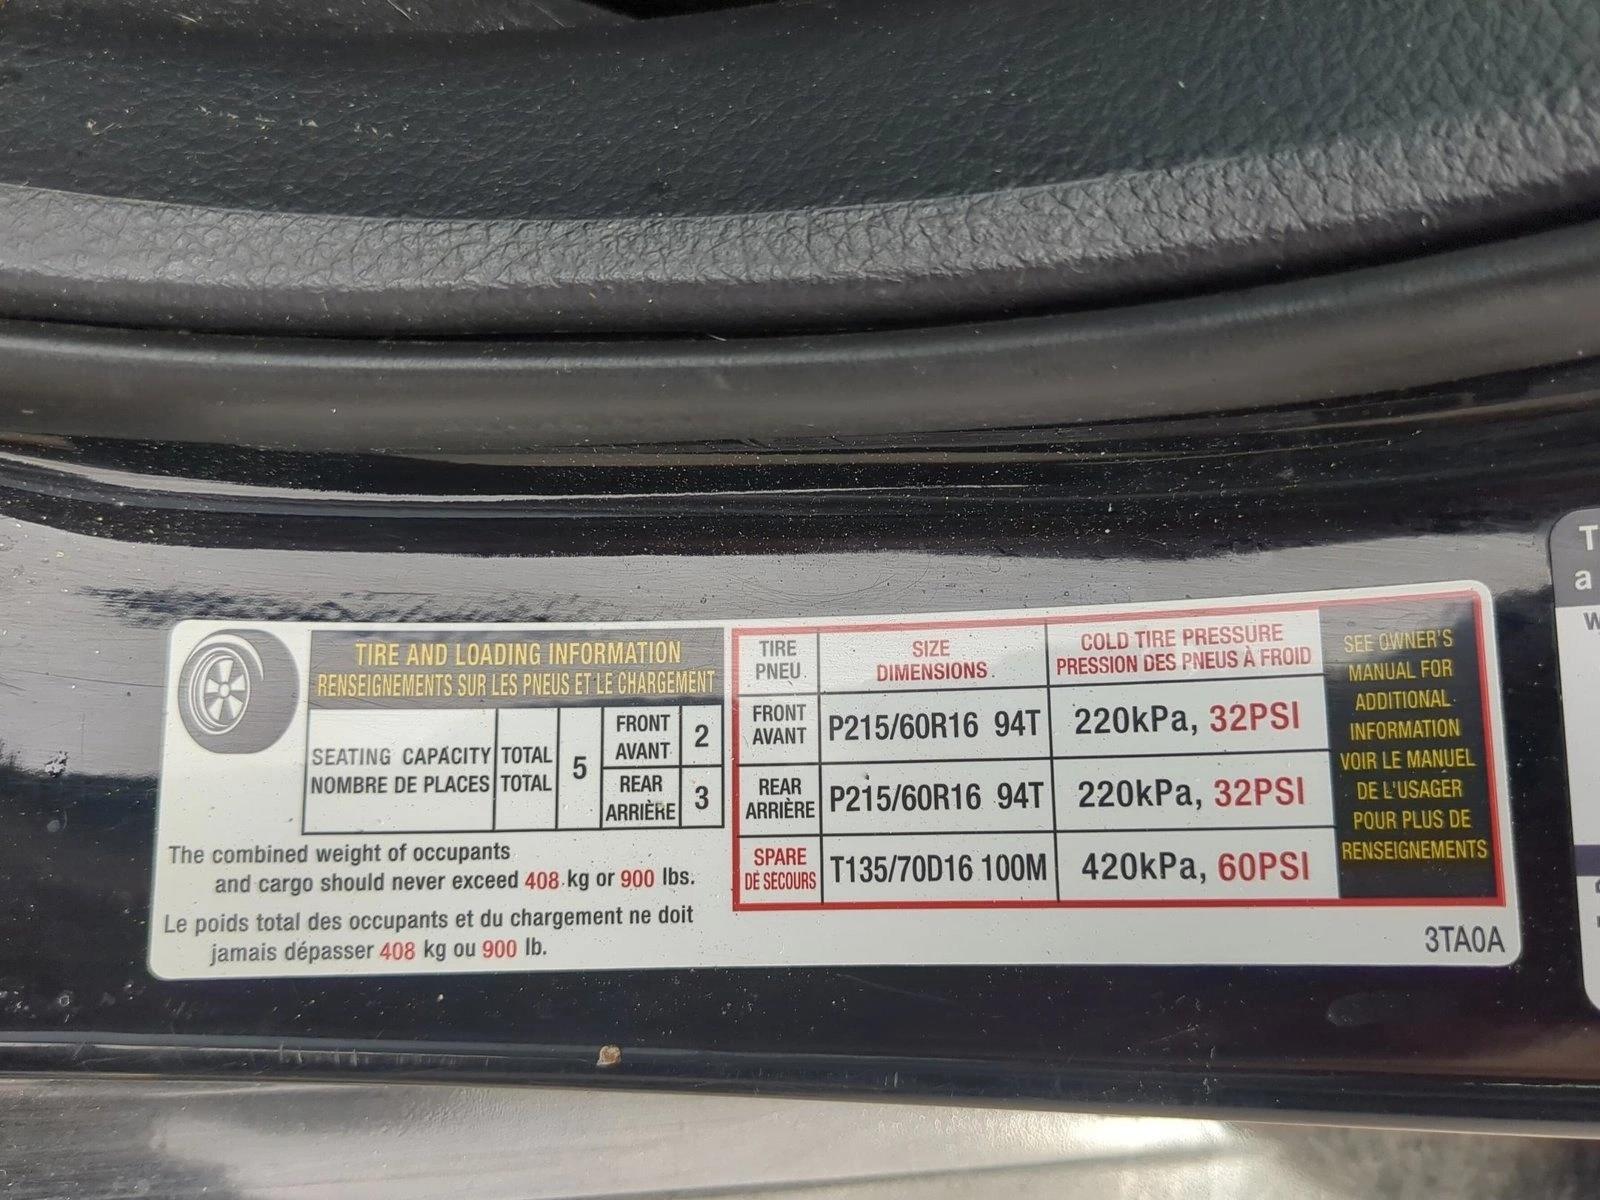 TIRE AND LOADING INFORMATION
RENSEIGNEMENTS SUR LES PNEUS ET LE CHARGEMENT
SEATING CAPACITY TOTAL 5 FRONT AVANT 2
NOMBRE DE PLACES TOTAL REAR ARRIÈRE 3
The combined weight of occupants
and cargo should never exceed 408 kg or 900 lbs.
Le poids total des occupants et du chargement ne doit
jamais dépasser 408 kg ou 900 lb.
TIRE PNEU SIZE DIMENSIONS COLD TIRE PRESSURE PRESSION DES PNEUS À FROID
FRONT AVANT P215/60R16 94T 220kPa, 32PSI
REAR ARRIÈRE P215/60R16 94T 220kPa, 32PSI
SPARE DE SECOURS T135/70D16 100M 420kPa, 60PSI
SEE OWNER'S
MANUAL FOR
ADDITIONAL
INFORMATION
VOIR LE MANUEL
DE L'USAGER
POUR PLUS DE
RENSEIGNEMENTS
3TA0A